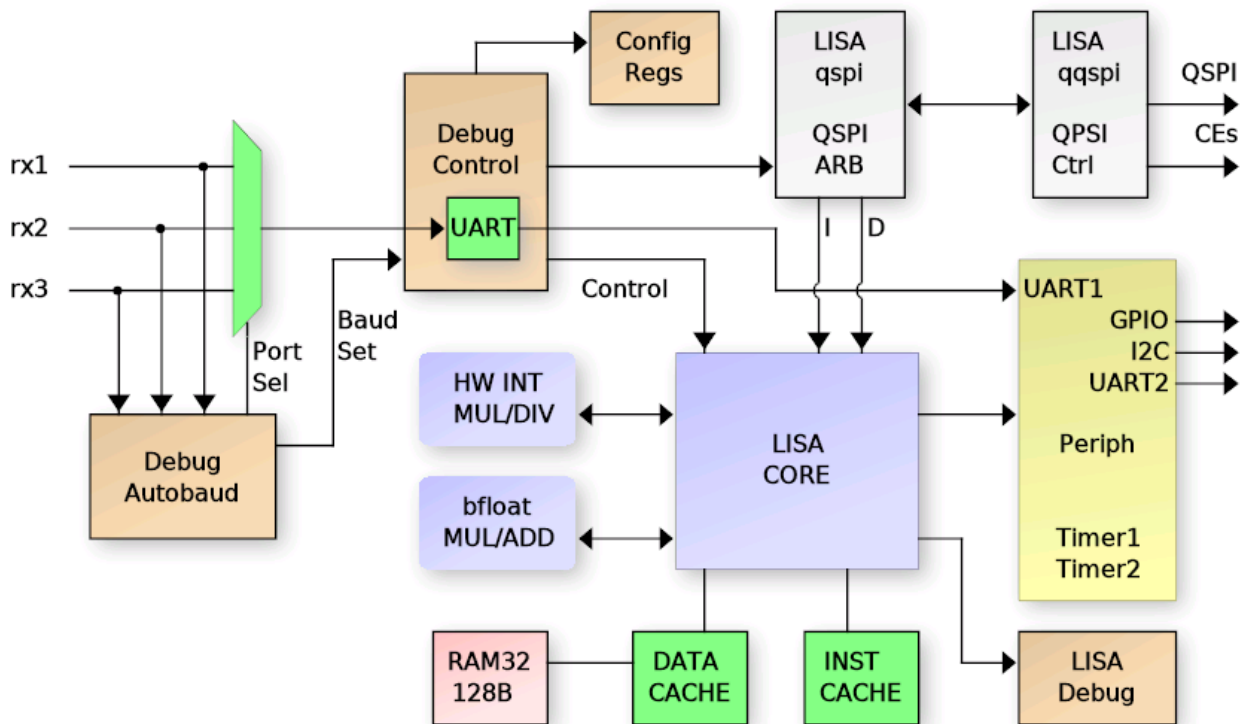 Config
Regs
LISA
qspi
QSPI
ARB
LISA
qqspi
QPSI
Ctrl
QSPI
CEs
Debug
Control
UART
rx1
rx2
rx3
I
D
Control
Baud
Set
Port
Sel
UART1
GPIO
I2C
UART2
Periph
Timer1
Timer2
HW INT
MUL/DIV
LISA
CORE
Debug
Autobaud
bfloat
MUL/ADD
RAM32
128B
DATA
CACHE
INST
CACHE
LISA
Debug